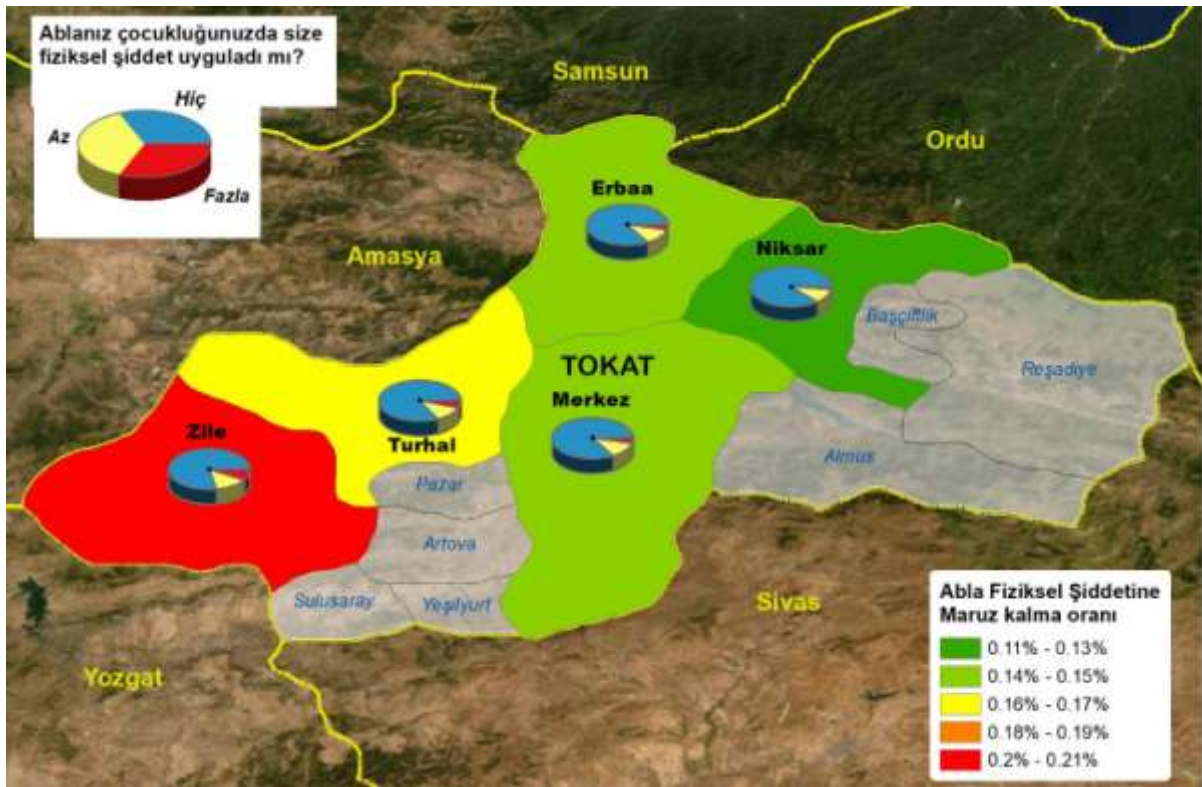 Ablanız çocukluğunuzda size
fiziksel şiddet uyguladı mı?
Hiç
Az
Fazla
Samsun
Ordu
Erbaa
Amasya
Niksar
Başçiftlik
TOKAT
Reşadiye
Merkez
Zile
Turhal
Almus
Pazar
Artova
Sulusaray
Yeşilyurt
Sivas
Yozgat
Abla Fiziksel Şiddetine
Maruz kalma oranı
0.11% - 0.13%
0.14% - 0.15%
0.16% - 0.17%
0.18% - 0.19%
0.2% - 0.21%